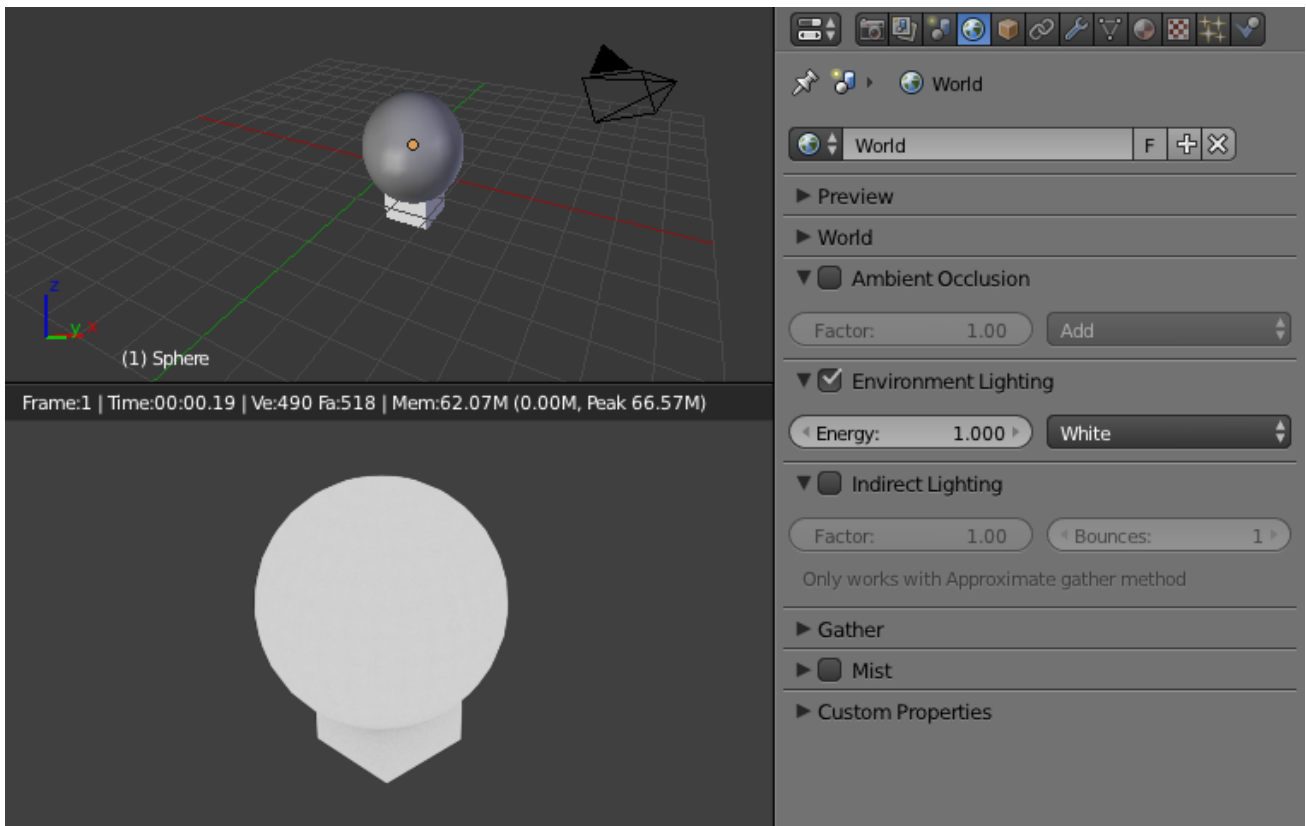 z
y x
(1) Sphere
Frame:1 | Time:00:00.19 | Ve:490 Fa:518 | Mem:62.07M (0.00M, Peak 66.57M)
World
World F
Preview
World
Ambient Occlusion
Factor: 1.00 Add
Environment Lighting
Energy: 1.000 White
Indirect Lighting
Factor: 1.00 Bounces: 1
Only works with Approximate gather method
Gather
Mist
Custom Properties